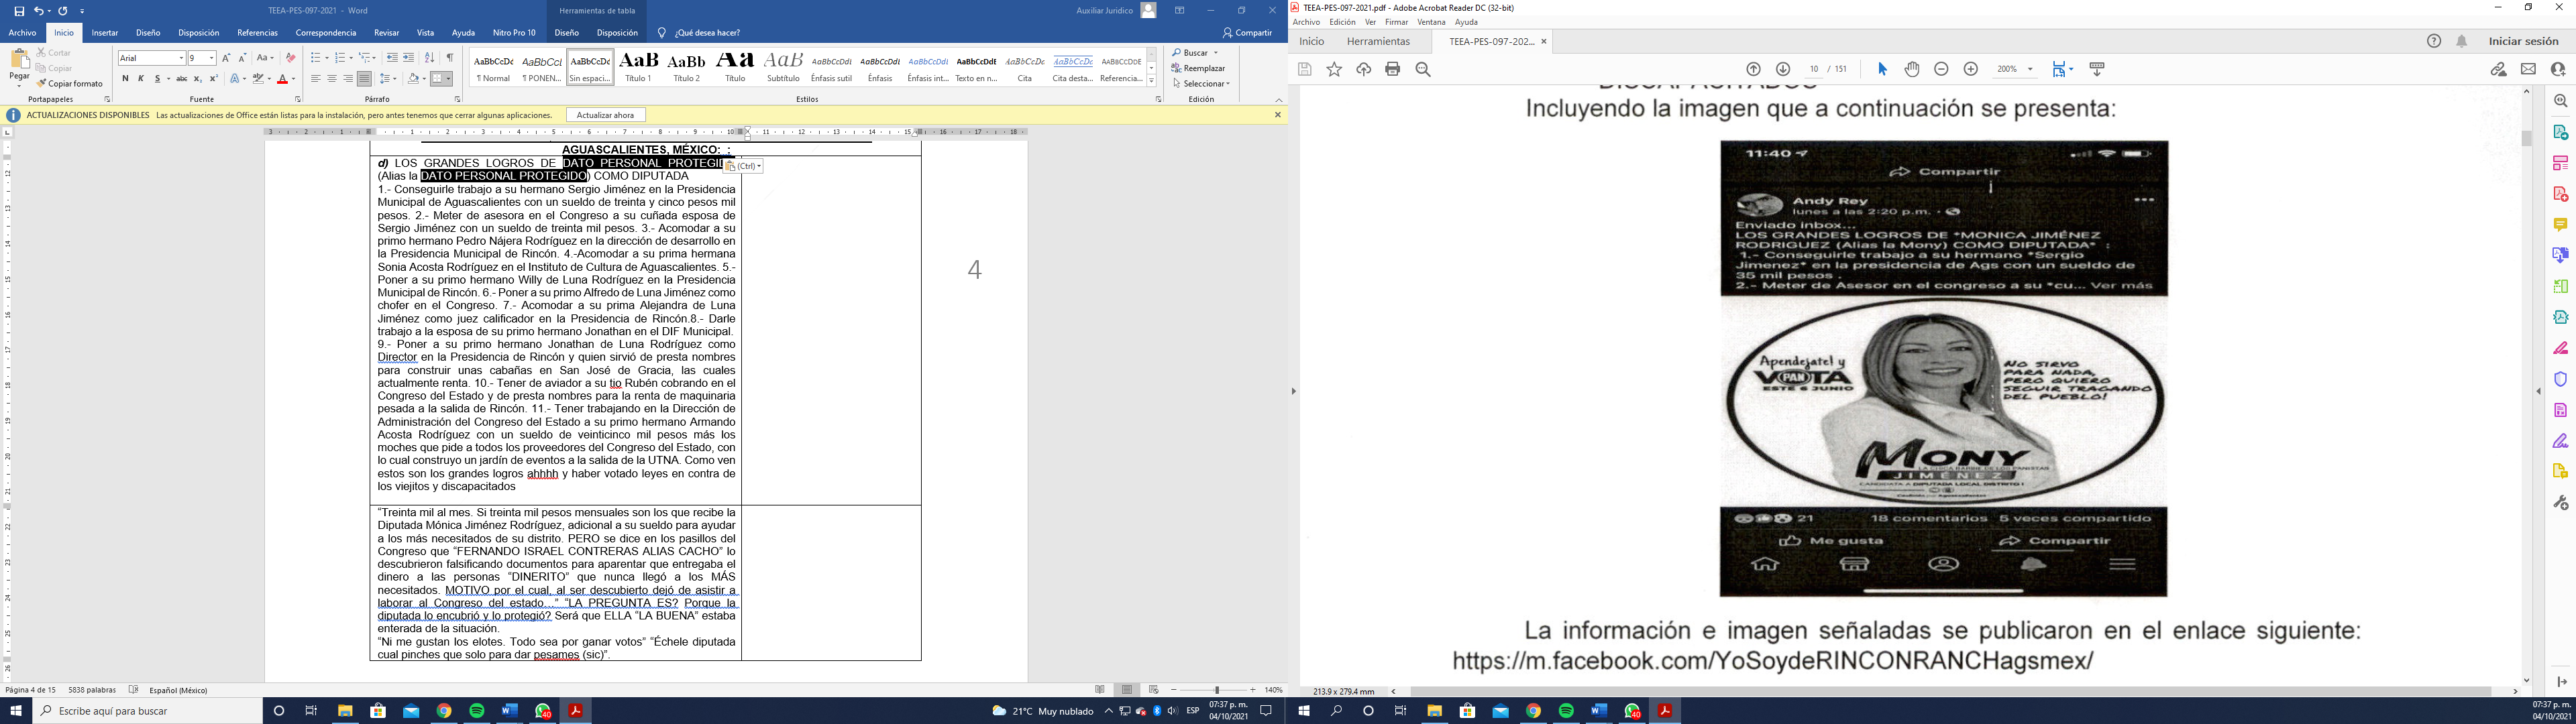 TEEA-PES-097-2021 - Word
Herramientas de tabla
Auxiliar Juridico
Archivo Inicio Insertar Diseño Disposición Referencias Correspondencia Revisar Vista Ayuda Nitro Pro 10 Diseño Disposición ¿Qué desea hacer? Compartir
Pegar
Cortar
Copiar
Copiar formato
Portapapeles
Arial 9
Fuente
Párrafo
AaBbCcDc ¶ Normal
AaBbCcL ¶ PONEN...
AaBbCcDc Sin espaci...
AaB Título 1
AaBb Título 2
Aa Título
AaB Subtítulo
AaBbCcDdL Énfasis sutil
AaBbCcDdL Énfasis
AaBbCcDdL Énfasis int...
AaBbCcDdE Texto en n...
AaBbCcDc Cita
AaBbCcDc Cita desta...
AABBCCDDE Referencia...
Estilos
Buscar
Reemplazar
Seleccionar
Edición
ACTUALIZACIONES DISPONIBLES Las actualizaciones de Office están listas para la instalación, pero antes tenemos que cerrar algunas aplicaciones. Actualizar ahora
AGUASCALIENTES, MÉXICO: :
d) LOS GRANDES LOGROS DE DATO PERSONAL PROTEGIDO
(Ctrl)
(Alias la DATO PERSONAL PROTEGIDO) COMO DIPUTADA
1.- Conseguirle trabajo a su hermano Sergio Jiménez en la Presidencia
Municipal de Aguascalientes con un sueldo de treinta y cinco pesos mil
pesos. 2.- Meter de asesora en el Congreso a su cuñada esposa de
Sergio Jiménez con un sueldo de treinta mil pesos. 3.- Acomodar a su
primo hermano Pedro Nájera Rodríguez en la dirección de desarrollo en
la Presidencia Municipal de Rincón. 4.-Acomodar a su prima hermana
Sonia Acosta Rodríguez en el Instituto de Cultura de Aguascalientes. 5.-
Poner a su primo hermano Willy de Luna Rodríguez en la Presidencia
Municipal de Rincón. 6.- Poner a su primo Alfredo de Luna Jiménez como
chofer en el Congreso. 7.- Acomodar a su prima Alejandra de Luna
Jiménez como juez calificador en la Presidencia de Rincón.8.- Darle
trabajo a la esposa de su primo hermano Jonathan en el DIF Municipal.
9.- Poner a su primo hermano Jonathan de Luna Rodríguez como
Director en la Presidencia de Rincón y quien sirvió de presta nombres
para construir unas cabañas en San José de Gracia, las cuales
actualmente renta. 10.- Tener de aviador a su tio Rubén cobrando en el
Congreso del Estado y de presta nombres para la renta de maquinaria
pesada a la salida de Rincón. 11.- Tener trabajando en la Dirección de
Administración del Congreso del Estado a su primo hermano Armando
Acosta Rodríguez con un sueldo de veinticinco mil pesos más los
moches que pide a todos los proveedores del Congreso del Estado, con
lo cual construyo un jardín de eventos a la salida de la UTNA. Como ven
estos son los grandes logros ahhhh y haber votado leyes en contra de
los viejitos y discapacitados
4
“Treinta mil al mes. Si treinta mil pesos mensuales son los que recibe la
Diputada Mónica Jiménez Rodríguez, adicional a su sueldo para ayudar
a los más necesitados de su distrito. PERO se dice en los pasillos del
Congreso que “FERNANDO ISRAEL CONTRERAS ALIAS CACHO” lo
descubrieron falsificando documentos para aparentar que entregaba el
dinero a las personas “DINERITO” que nunca llegó a los MÁS
necesitados. MOTIVO por el cual, al ser descubierto dejó de asistir a
laborar al Congreso del estado...” “LA PREGUNTA ES? Porque la
diputada lo encubrió y lo protegió? Será que ELLA “LA BUENA” estaba
enterada de la situación.
“Ni me gustan los elotes. Todo sea por ganar votos” “Échele diputada
cual pinches que solo para dar pesames (sic)”.
Página 4 de 15 5838 palabras Español (México) 140%
Escribe aquí para buscar
40
21°C Muy nublado ESP 07:37 p. m. 04/10/2021
TEEA-PES-097-2021.pdf - Adobe Acrobat Reader DC (32-bit)
Archivo Edición Ver Firmar Ventana Ayuda
Inicio Herramientas TEEA-PES-097-202... Iniciar sesión
10 / 151 200%
DISCAPACITADOS
Incluyendo la imagen que a continuación se presenta:
11:40
Compartir
Andy Rey
lunes a las 2:20 p.m.
Enviado inbox...
LOS GRANDES LOGROS DE *MONICA JIMÉNEZ
RODRIGUEZ (Alias la Mony) COMO DIPUTADA* :
1.- Conseguirle trabajo a su hermano *Sergio
Jimenez* en la presidencia de Ags con un sueldo de
35 mil pesos .
2.- Meter de Asesor en el congreso a su *cu... Ver más
Apendejatel y
VOTA
PAN
ESTE 6 JUNIO
NO SIRVO
PARA NADA,
PERO QUIERO
SEGUIR TRAGANDO
DEL PUEBLO!
MONY
JIMÉNEZ
CANDIDATA A DIPUTADA LOCAL DISTRITO I
21 18 comentarios 5 veces compartido
Me gusta Compartir
La información e imagen señaladas se publicaron en el enlace siguiente:
https://m.facebook.com/YoSoydeRINCONRANCHagsmex/
213.9 x 279.4 mm
40
07:37 p. m.
04/10/2021